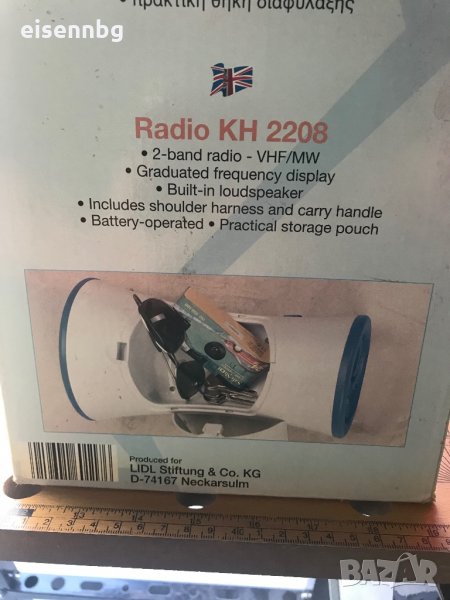 • πρακτική θήκη διαφύλαξης
eisennbg
Radio KH 2208
• 2-band radio - VHF/MW
• Graduated frequency display
• Built-in loudspeaker
• Includes shoulder harness and carry handle
• Battery-operated • Practical storage pouch
Produced for
LIDL Stiftung & Co. KG
D-74167 Neckarsulm
BAZAR